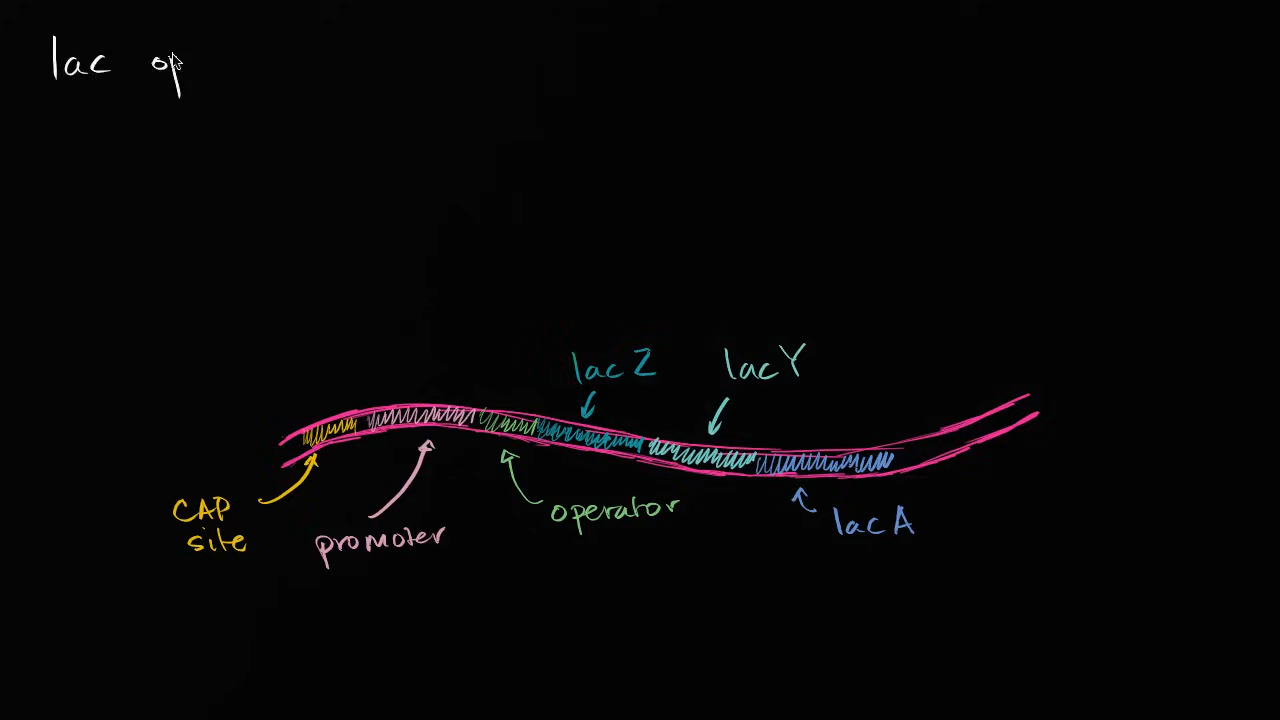 lac op
lac Z
lac Y
CAP
site
promoter
operator
lac A